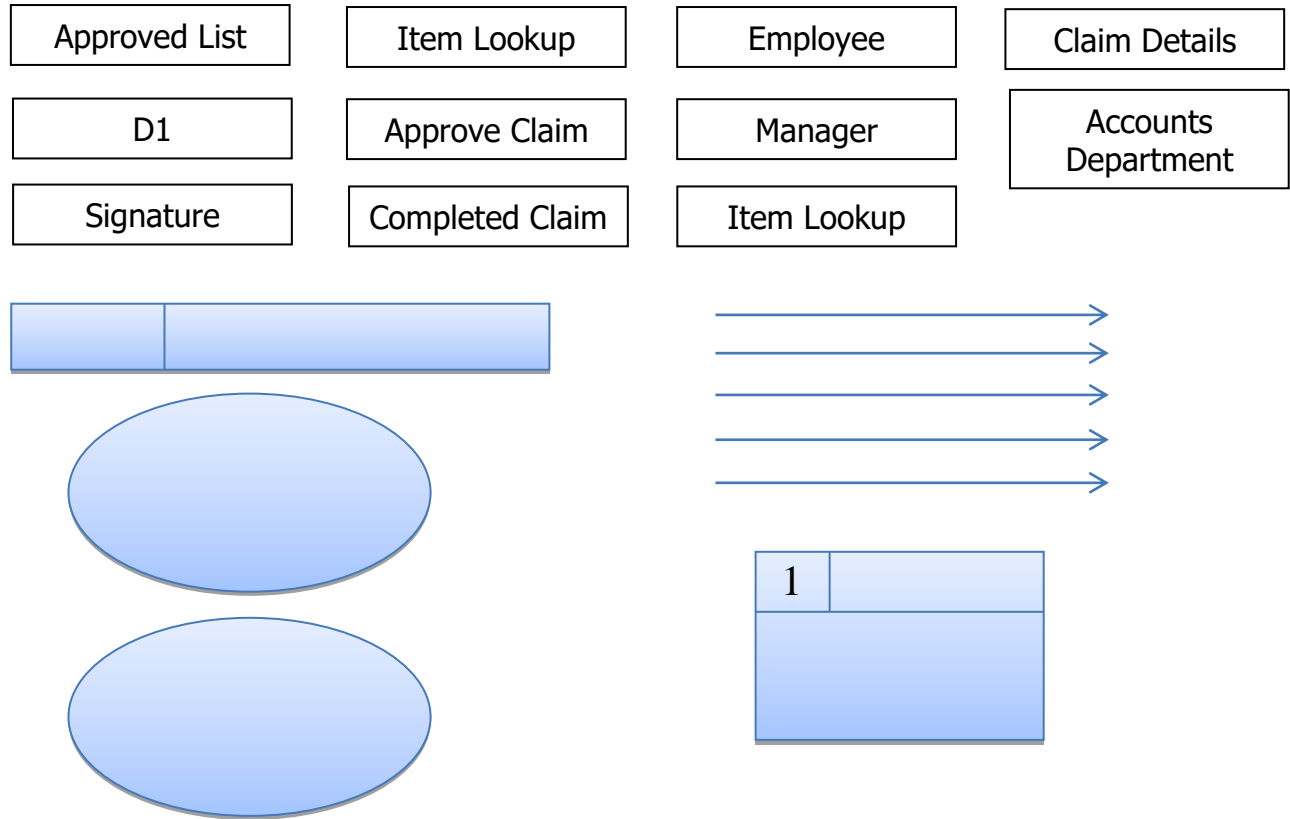 Approved List
Item Lookup
Employee
Claim Details
D1
Approve Claim
Manager
Accounts
Department
Signature
Completed Claim
Item Lookup
1